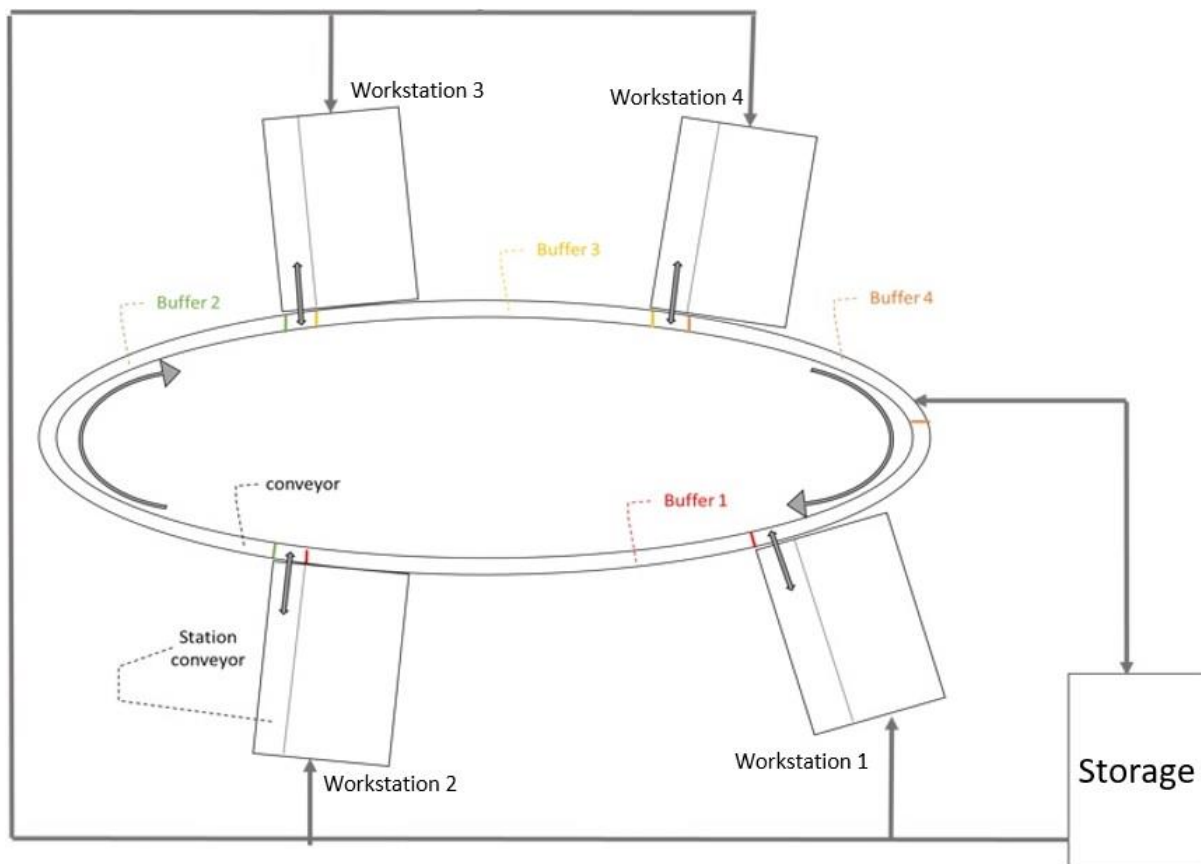 Workstation 3
Workstation 4
Buffer 3
Buffer 2
Buffer 4
conveyor
Buffer 1
Station
conveyor
Workstation 1
Workstation 2
Storage